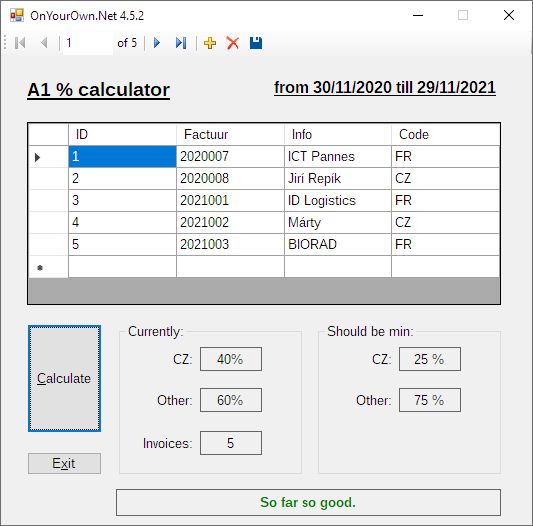 OnYourOwn.Net 4.5.2
1 of 5
A1 % calculator
from 30/11/2020 till 29/11/2021
ID Factuur Info Code
1 2020007 ICT Pannes FR
2 2020008 Jirí Repík CZ
3 2021001 ID Logistics FR
4 2021002 Márty CZ
5 2021003 BIORAD FR
Calculate
Exit
Currently:
CZ: 40%
Other: 60%
Invoices: 5
Should be min:
CZ: 25 %
Other: 75 %
So far so good.